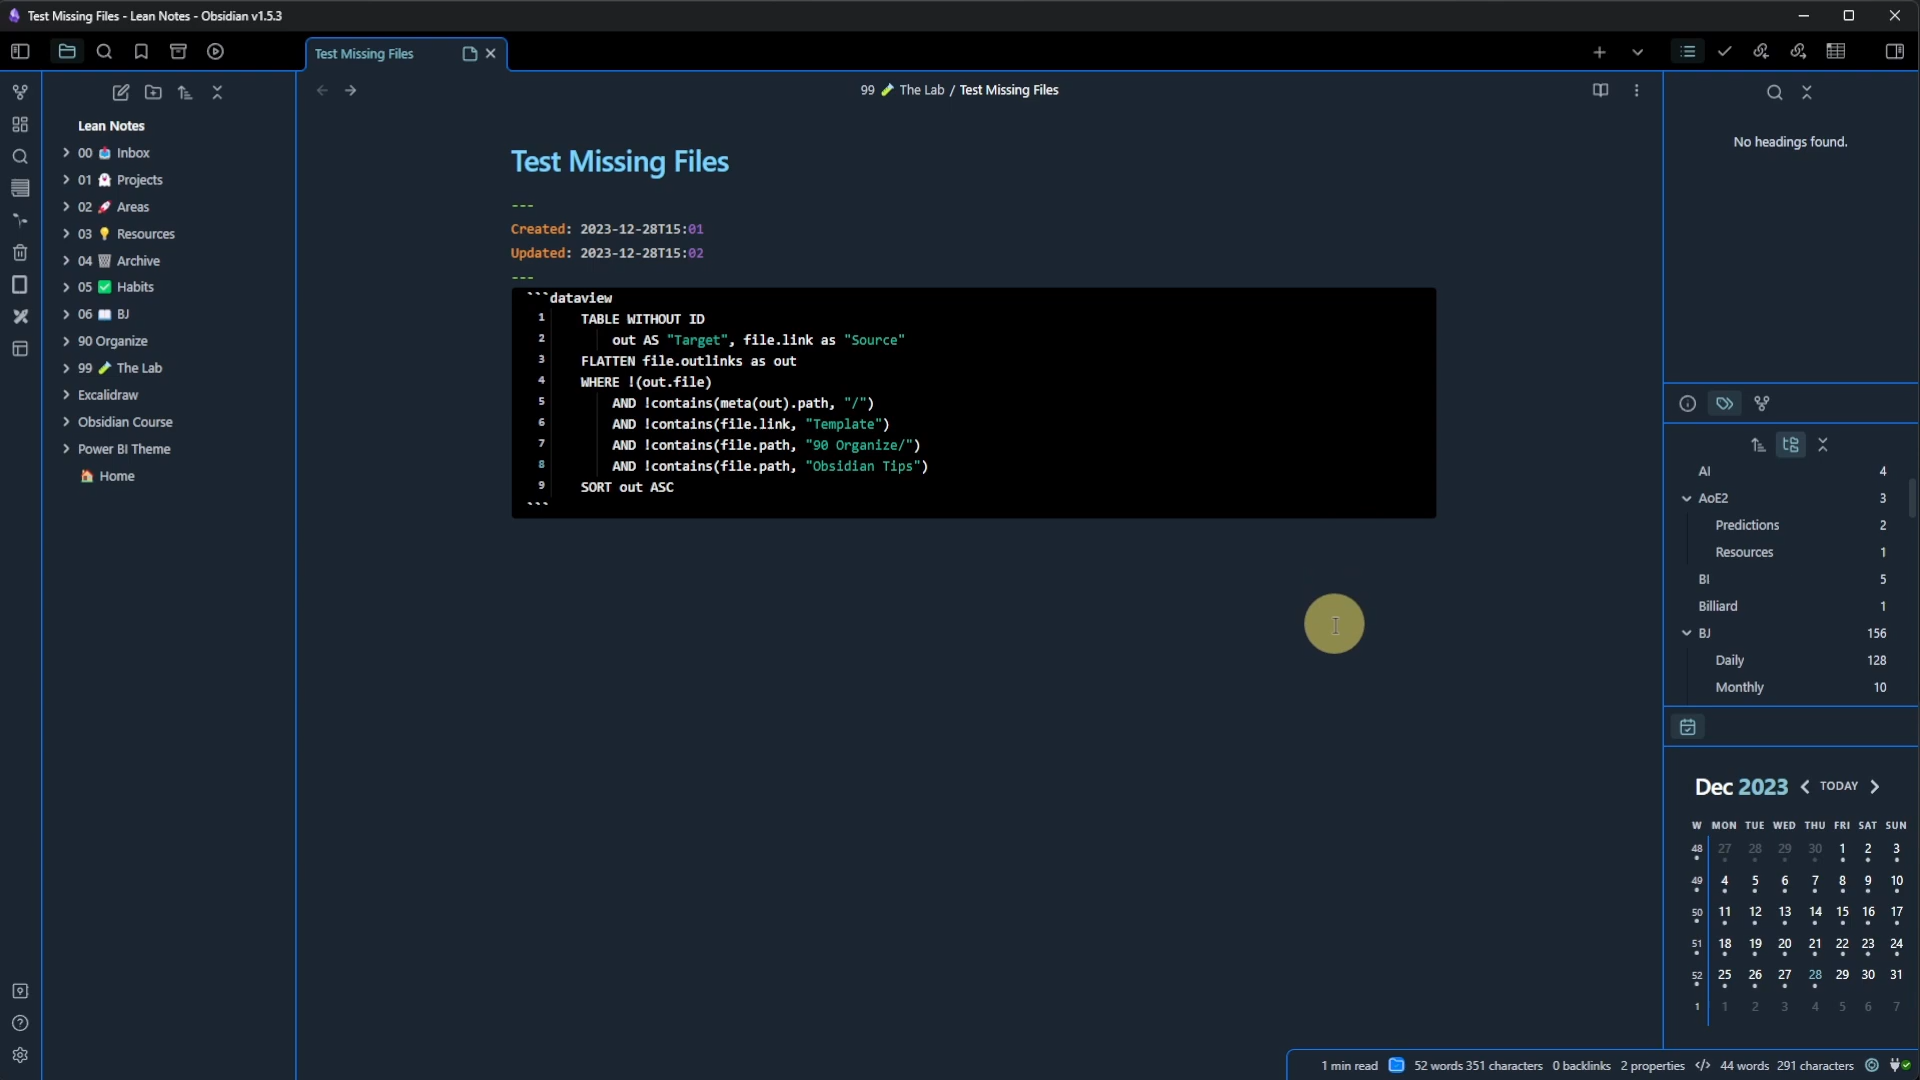 Test Missing Files - Lean Notes - Obsidian v1.5.3
Test Missing Files
99 🧪 The Lab / Test Missing Files
Lean Notes
00 📥 Inbox
01 👻 Projects
02 🚀 Areas
03 💡 Resources
04 🗑 Archive
05 ✅ Habits
06 📖 BJ
90 Organize
99 🧪 The Lab
Excalidraw
Obsidian Course
Power BI Theme
🏠 Home
Test Missing Files
---
Created: 2023-12-28T15:01
Updated: 2023-12-28T15:02
---
```dataview
1 TABLE WITHOUT ID
2 out AS "Target", file.link as "Source"
3 FLATTEN file.outlinks as out
4 WHERE !(out.file)
5 AND !contains(meta(out).path, "/")
6 AND !contains(file.link, "Template")
7 AND !contains(file.path, "90 Organize/")
8 AND !contains(file.path, "Obsidian Tips")
9 SORT out ASC
```
No headings found.
AI 4
AoE2 3
Predictions 2
Resources 1
BI 5
Billiard 1
BJ 156
Daily 128
Monthly 10
Dec 2023 TODAY
W MON TUE WED THU FRI SAT SUN
48 27 28 29 30 1 2 3
49 4 5 6 7 8 9 10
50 11 12 13 14 15 16 17
51 18 19 20 21 22 23 24
52 25 26 27 28 29 30 31
1 1 2 3 4 5 6 7
1 min read 52 words 351 characters 0 backlinks 2 properties </> 44 words 291 characters